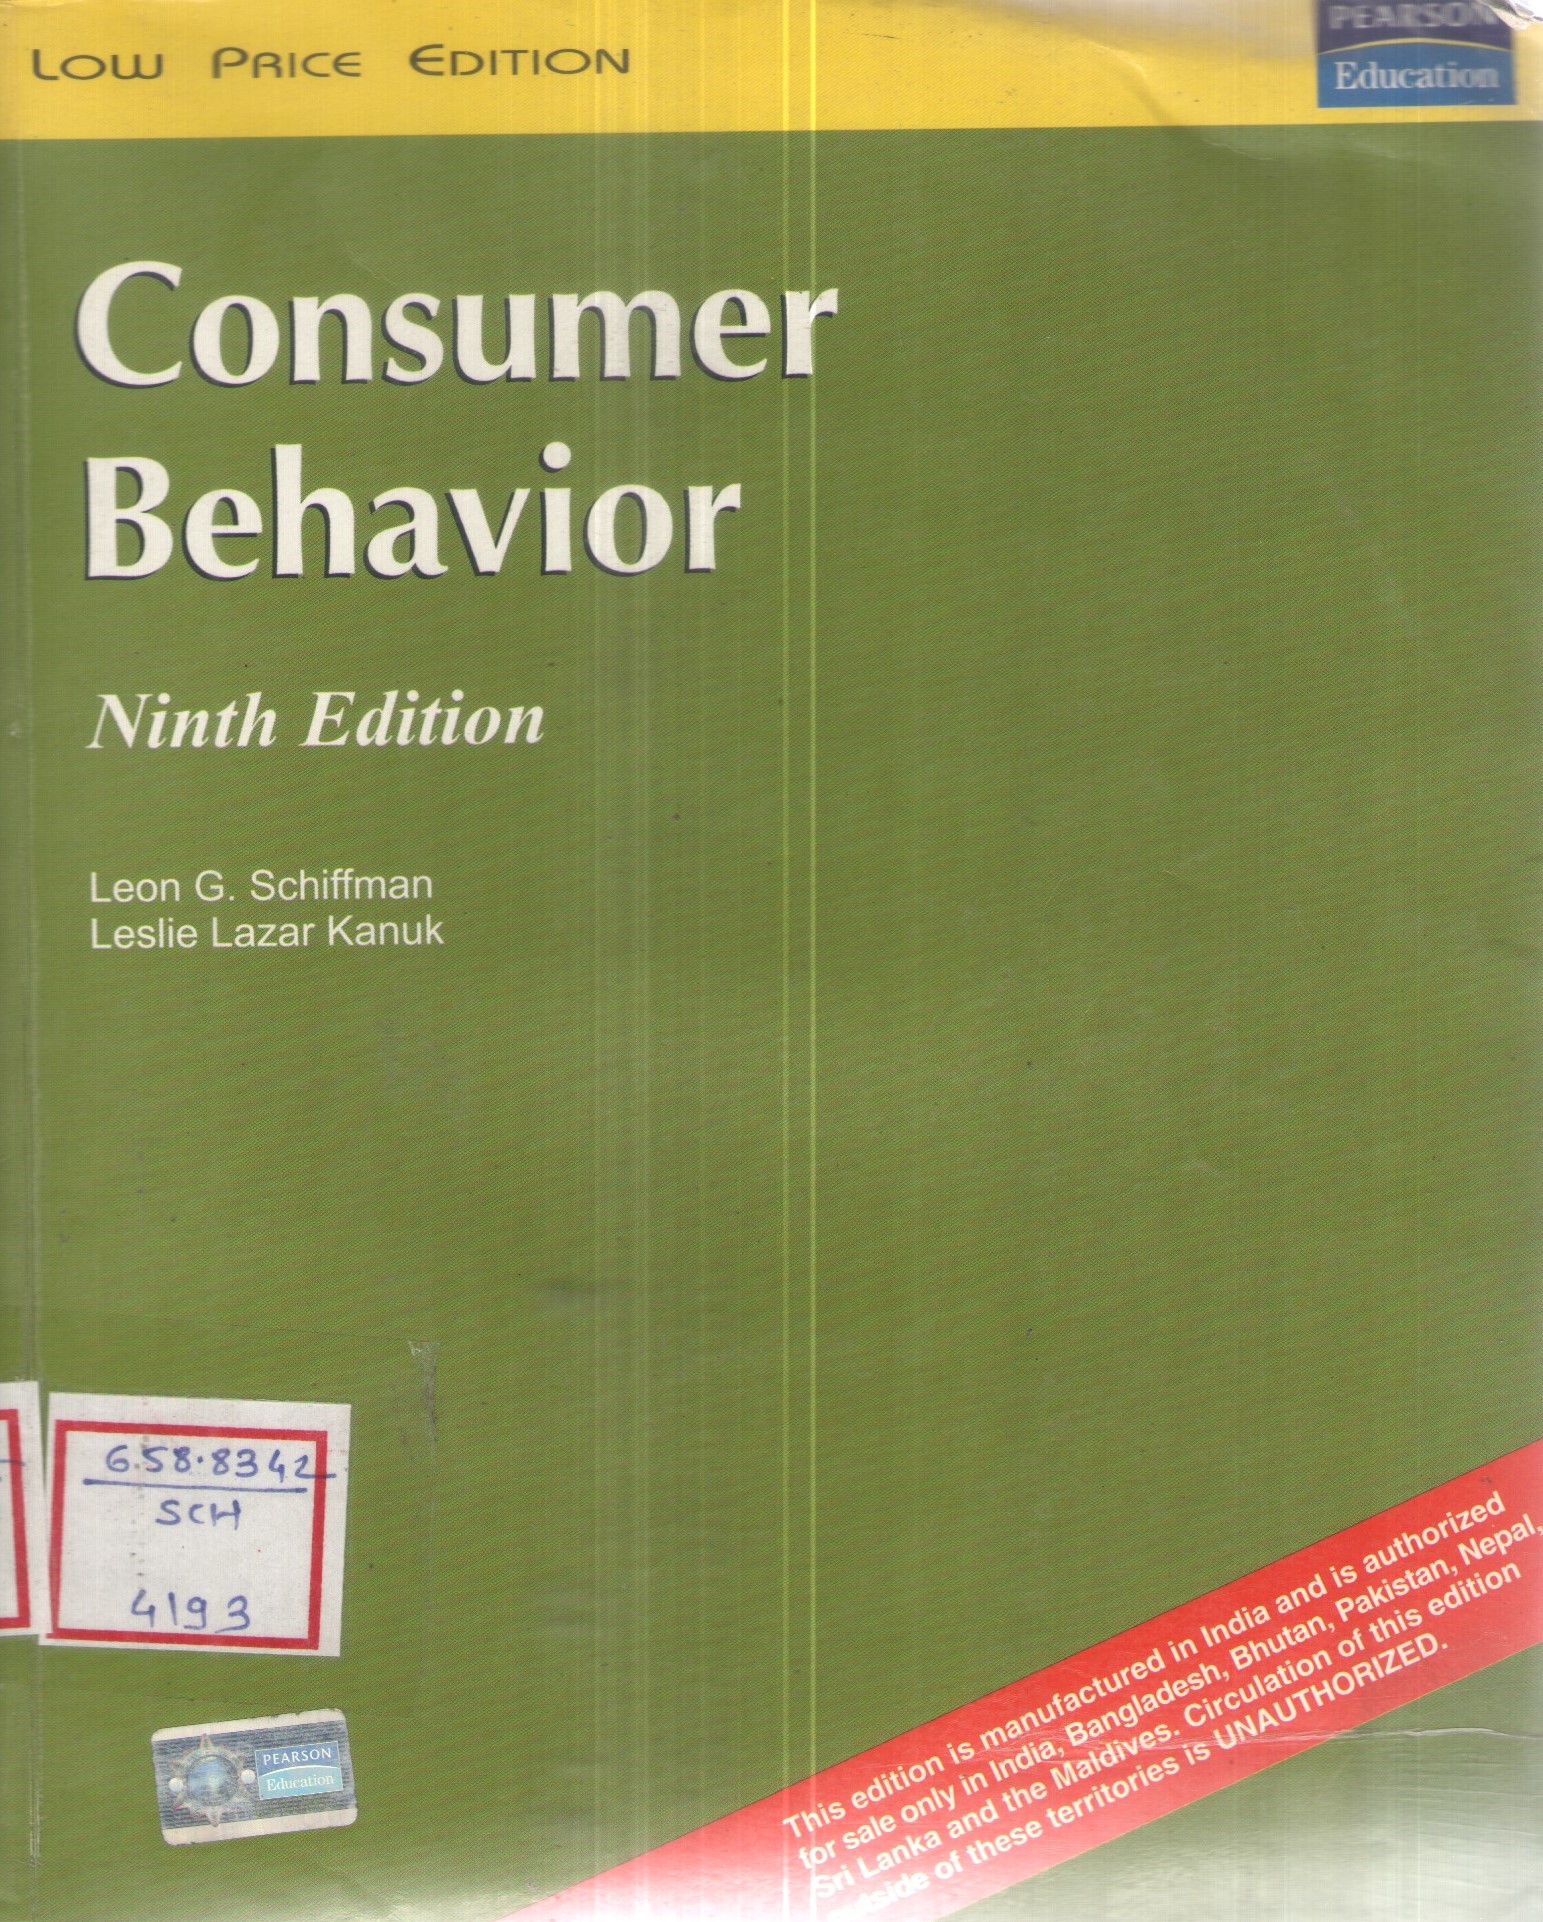 LOW PRICE EDITION
PEARSON
Education
Consumer
Behavior
Ninth Edition
Leon G. Schiffman
Leslie Lazar Kanuk
658.8342
SCH
4193
PEARSON
Education
This edition is manufactured in India and is authorized
for sale only in India, Bangladesh, Bhutan, Pakistan, Nepal,
Sri Lanka and the Maldives. Circulation of this edition
outside of these territories is UNAUTHORIZED.